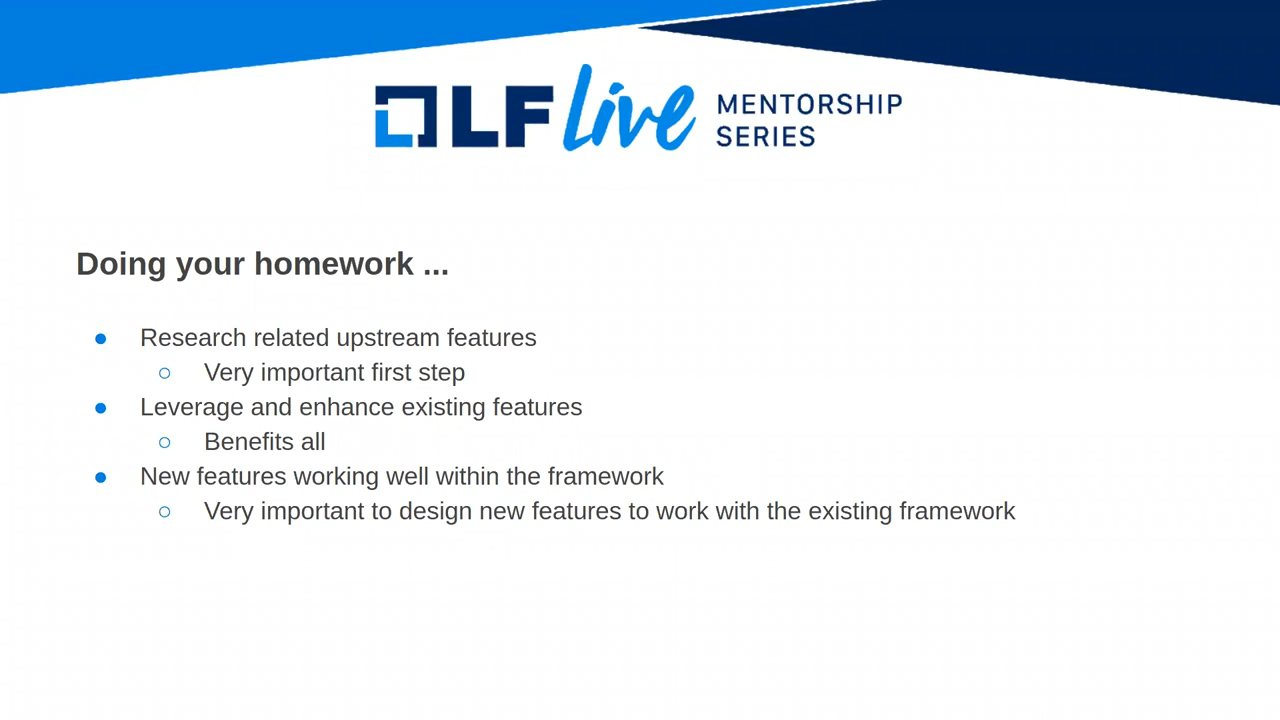 LF Live MENTORSHIP
SERIES
Doing your homework ...
● Research related upstream features
○ Very important first step
● Leverage and enhance existing features
○ Benefits all
● New features working well within the framework
○ Very important to design new features to work with the existing framework